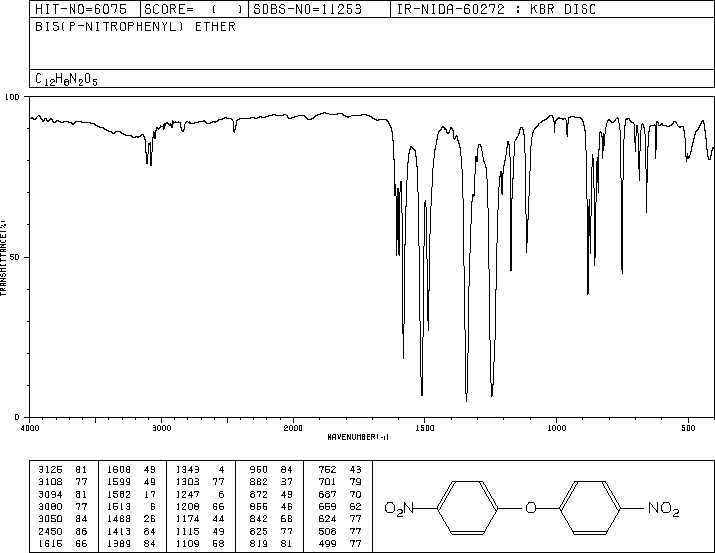 HIT-NO=6075 SCORE= ( ) SDBS-NO=11253 IR-NIDA-60272 : KBR DISC
BIS(P-NITROPHENYL) ETHER
C12H8N2O5
100
50
0
TRANSMITTANCE(%)
4000 3000 2000 1500 1000 500
WAVENUMBER(-1)
3125 81 1608 49 1343 4 960 84 752 43
3108 77 1599 49 1303 77 882 37 701 79
3094 81 1582 17 1247 6 872 49 687 70
3080 77 1513 6 1208 66 855 46 659 62
3050 84 1488 26 1174 44 842 68 624 77
2450 86 1413 84 1115 49 825 77 508 77
1615 66 1389 84 1109 58 819 81 499 77
O2N O NO2